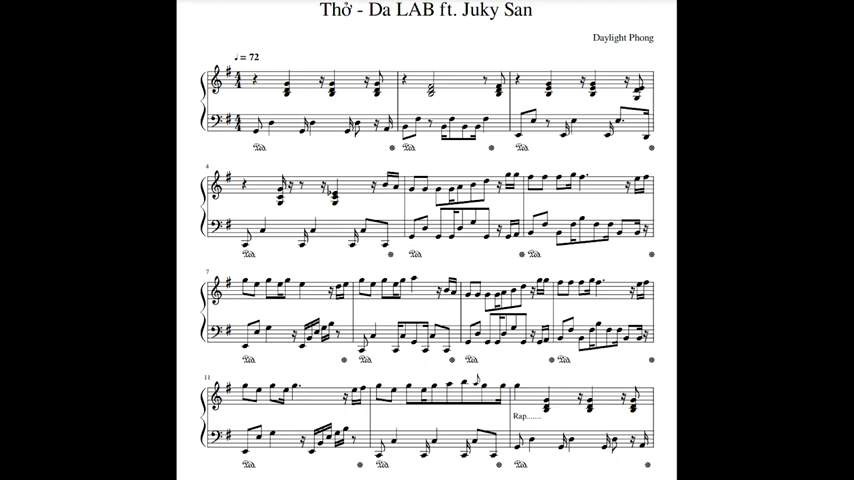 Thở - Da LAB ft. Juky San
Daylight Phong
♩ = 72
4
7
11
Rap.......